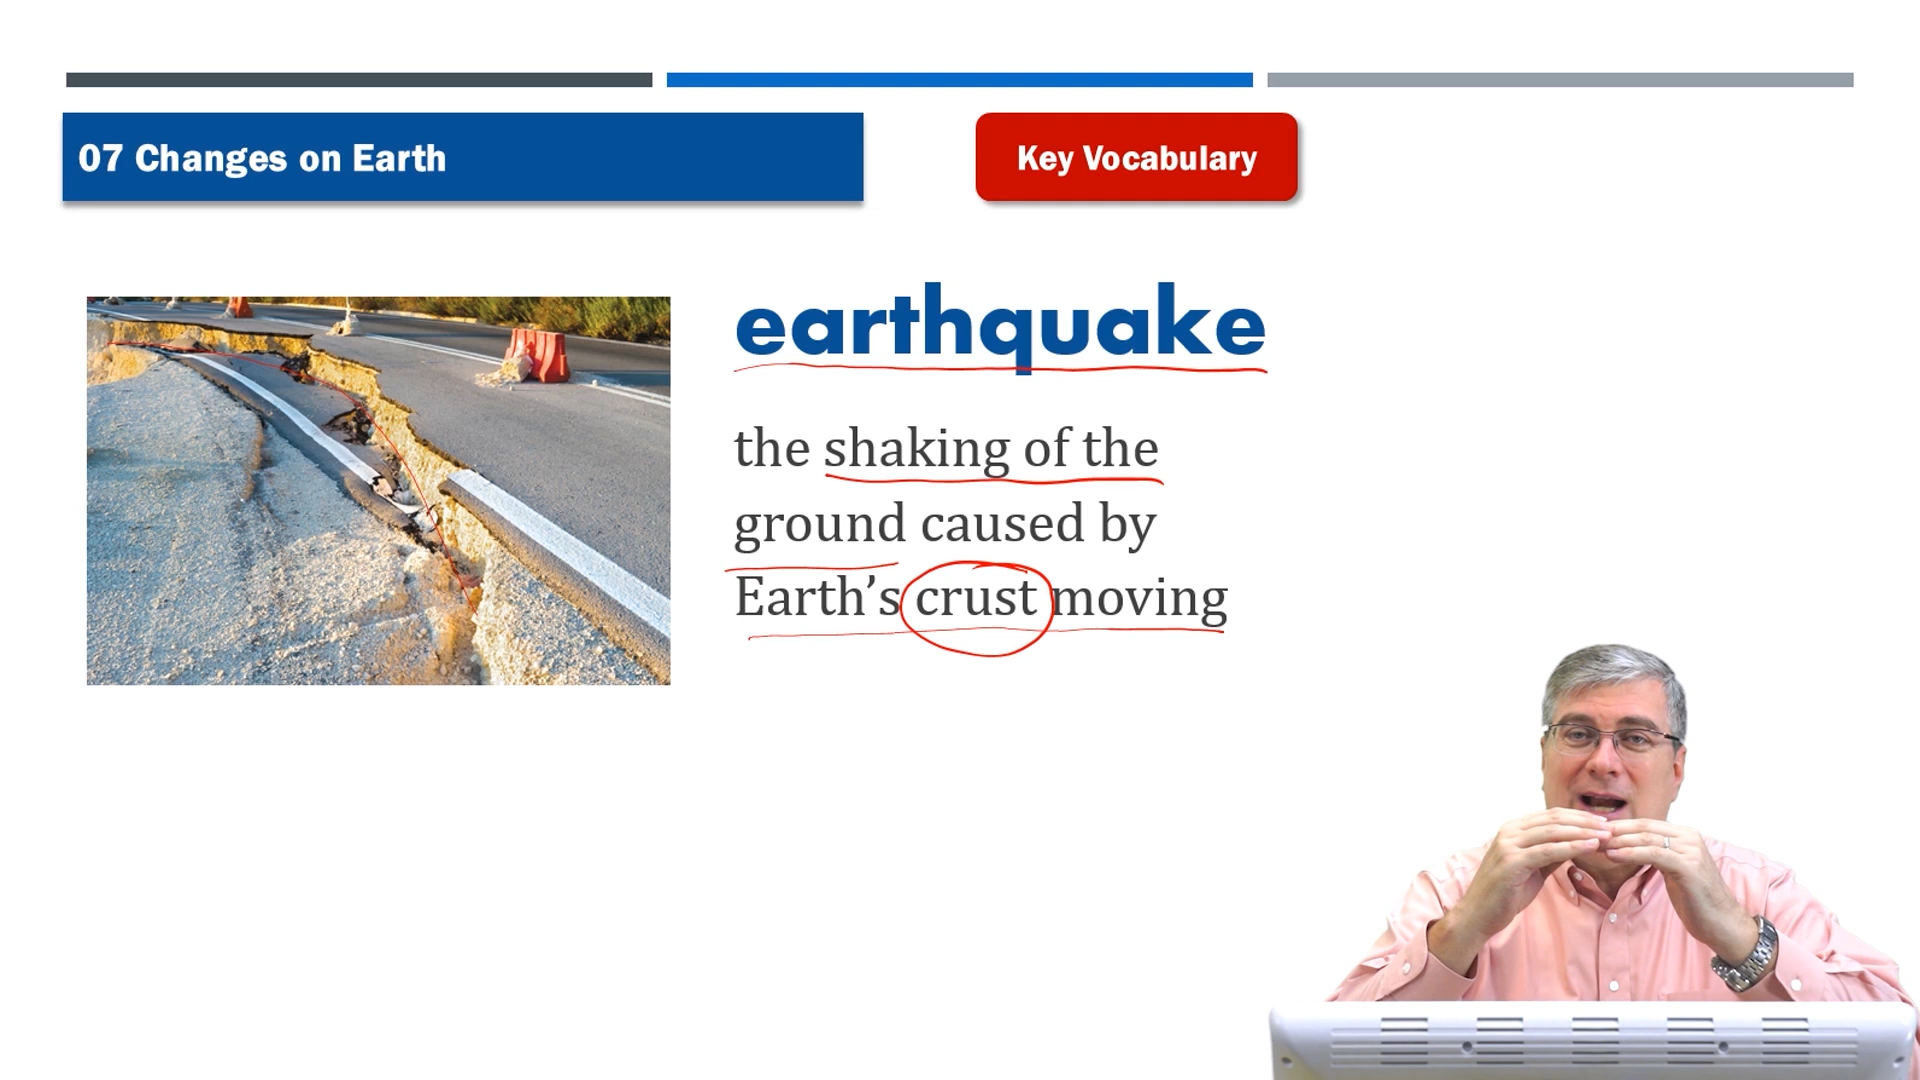 07 Changes on Earth
Key Vocabulary
earthquake
the shaking of the
ground caused by
Earth’s crust moving